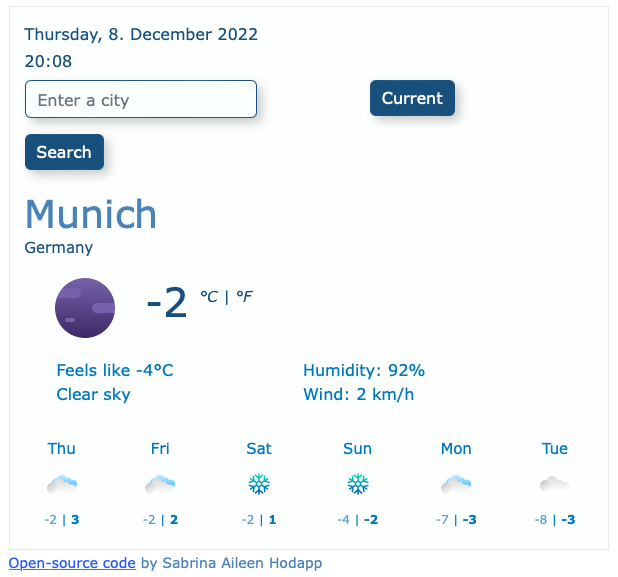 Thursday, 8. December 2022
20:08
Enter a city
Current
Search
Munich
Germany
-2 °C | °F
Feels like -4°C Humidity: 92%
Clear sky Wind: 2 km/h
Thu Fri Sat Sun Mon Tue
-2 | 3 -2 | 2 -2 | 1 -4 | -2 -7 | -3 -8 | -3
Open-source code by Sabrina Aileen Hodapp